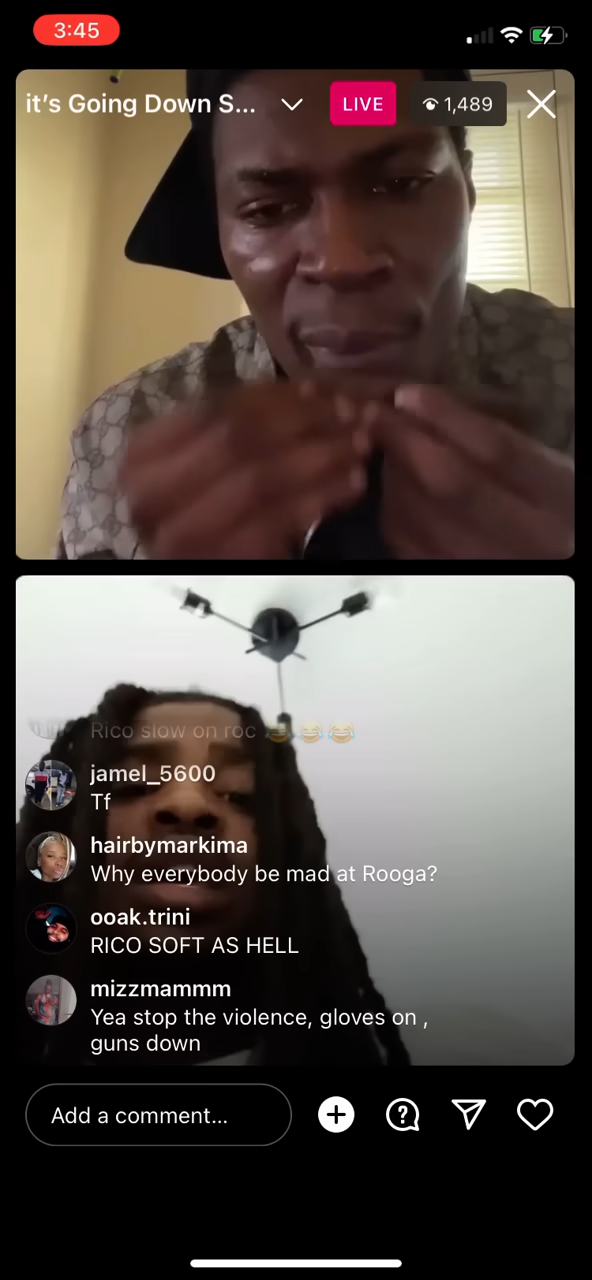 3:45
it’s Going Down S...
LIVE
1,489
Rico slow on roc 😂😂😂
jamel_5600
Tf
hairbymarkima
Why everybody be mad at Rooga?
ooak.trini
RICO SOFT AS HELL
mizzmammm
Yea stop the violence, gloves on ,
guns down
Add a comment...